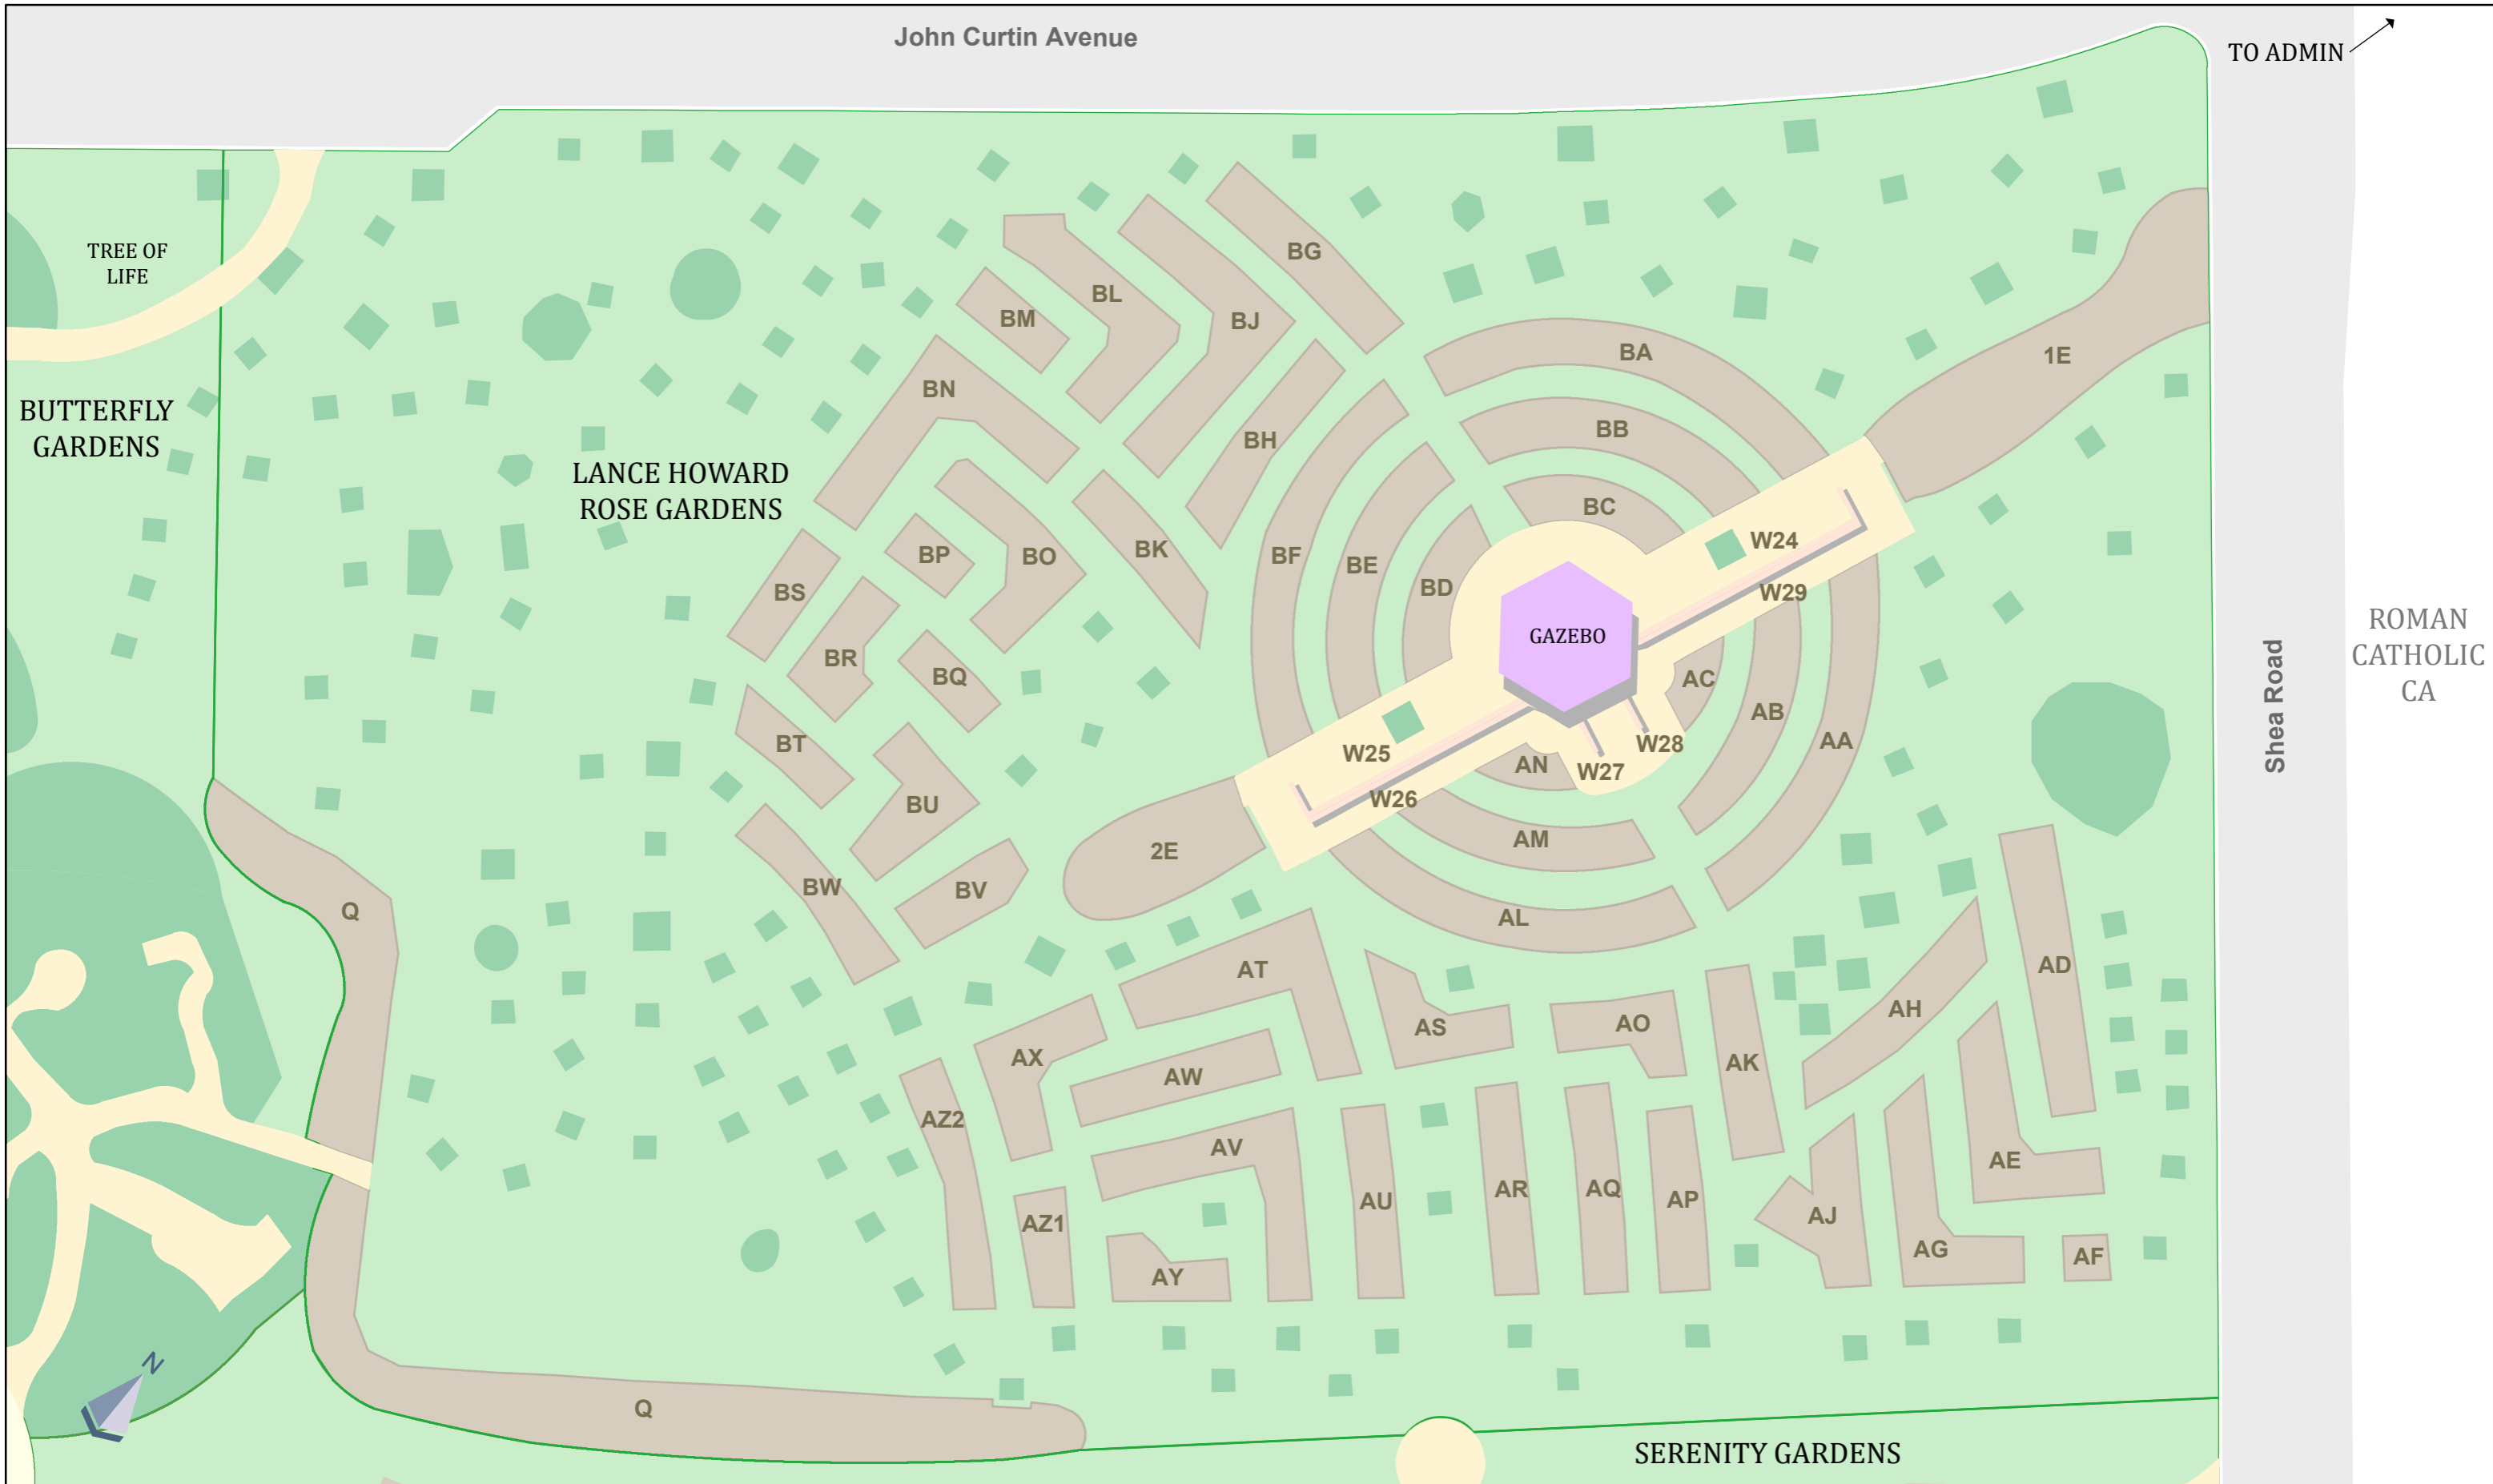 John Curtin Avenue
TO ADMIN
TREE OF
LIFE
BUTTERFLY
GARDENS
LANCE HOWARD
ROSE GARDENS
BG
BL
BM
BJ
BN
BH
BA
1E
BB
BC
BF
BE
BD
BK
BO
BP
BS
BR
BQ
BT
BU
BW
BV
2E
W24
W29
GAZEBO
W25
W26
W27
W28
AC
AB
AA
AN
AM
AL
ROMAN
CATHOLIC
CA
Shea Road
Q
AT
AS
AO
AK
AH
AD
AX
AW
AZ2
AV
AZ1
AY
AU
AR
AQ
AP
AJ
AG
AE
AF
N
Q
SERENITY GARDENS